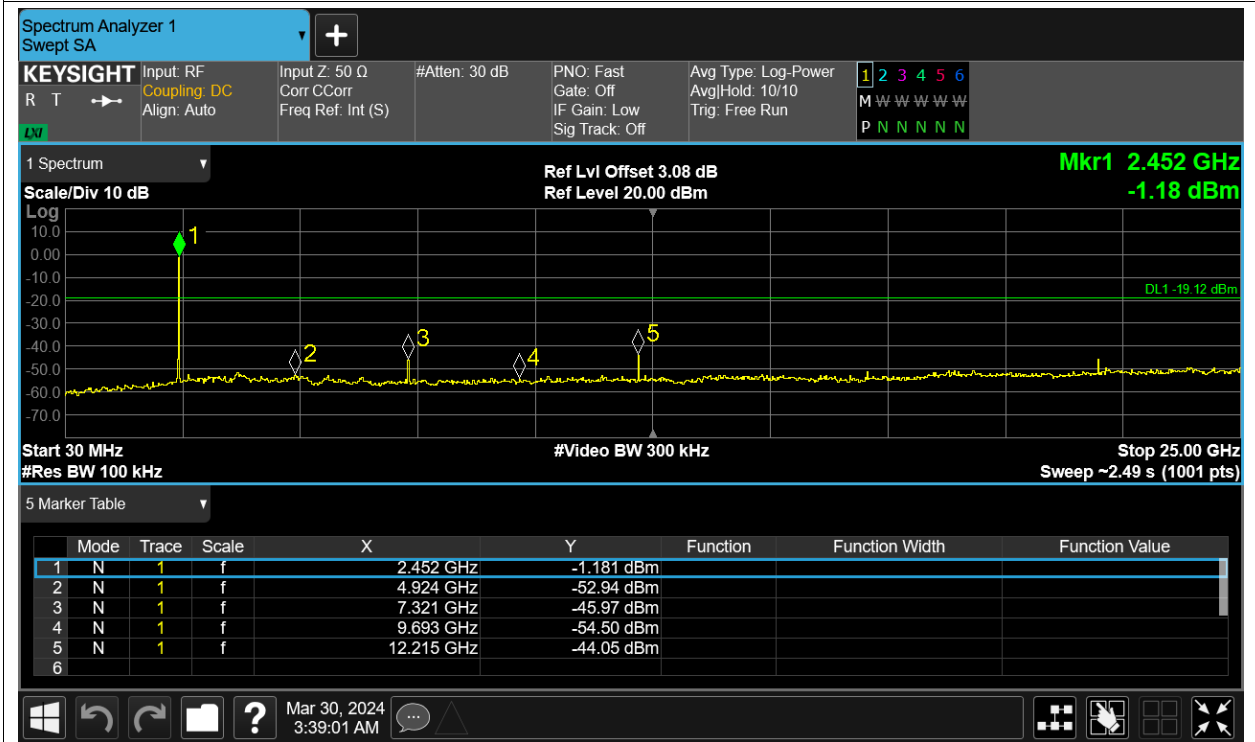 Spectrum Analyzer 1
Swept SA
+
KEYSIGHT Input: RF Input Z: 50 Ω #Atten: 30 dB PNO: Fast Avg Type: Log-Power 1 2 3 4 5 6
R T Coupling: DC Corr CCorr Gate: Off Avg|Hold: 10/10 M W W W W W
Align: Auto Freq Ref: Int (S) IF Gain: Low Trig: Free Run
LXI Sig Track: Off P N N N N N
1 Spectrum Ref Lvl Offset 3.08 dB Mkr1 2.452 GHz
Scale/Div 10 dB Ref Level 20.00 dBm -1.18 dBm
Log
10.0
0.00
-10.0
-20.0
-30.0
-40.0
-50.0
-60.0
-70.0
1
2
3
4
5
DL1 -19.12 dBm
Start 30 MHz #Video BW 300 kHz Stop 25.00 GHz
#Res BW 100 kHz Sweep ~2.49 s (1001 pts)
5 Marker Table
Mode Trace Scale X Y Function Function Width Function Value
1 N 1 f 2.452 GHz -1.181 dBm
2 N 1 f 4.924 GHz -52.94 dBm
3 N 1 f 7.321 GHz -45.97 dBm
4 N 1 f 9.693 GHz -54.50 dBm
5 N 1 f 12.215 GHz -44.05 dBm
6
? Mar 30, 2024
3:39:01 AM